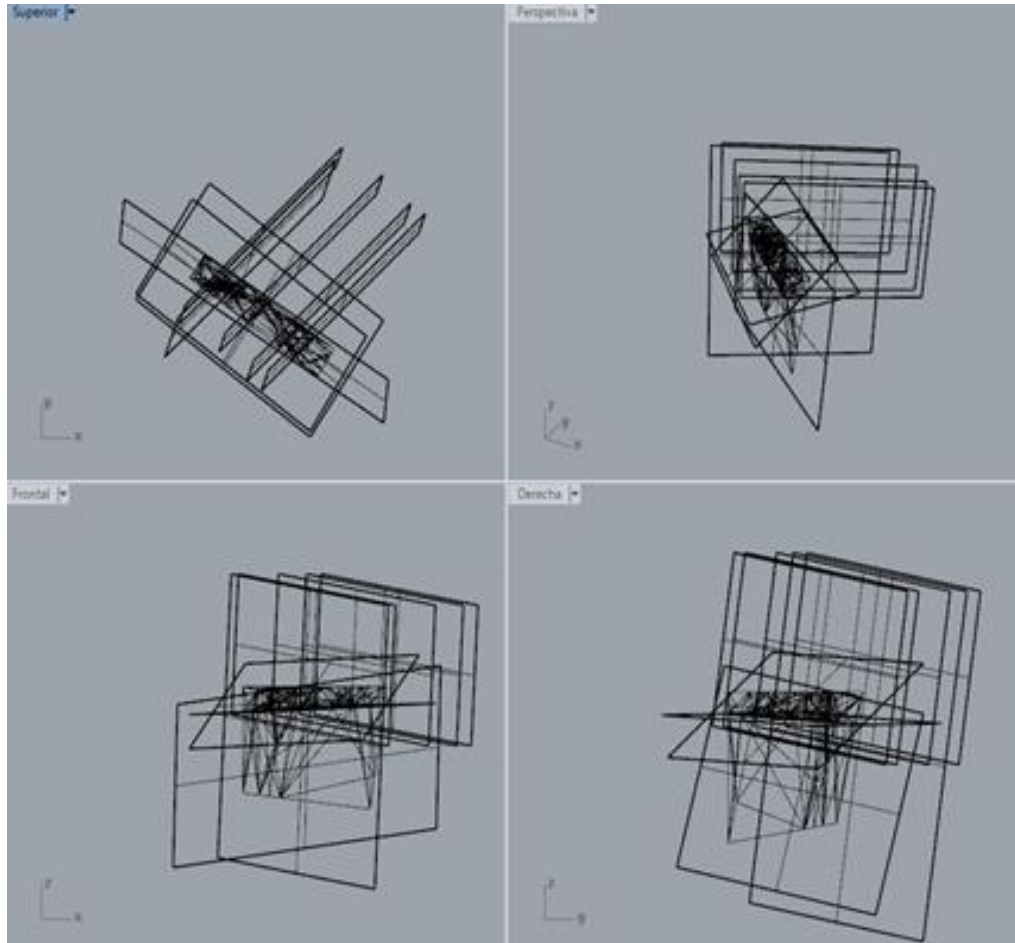 Superior
Perspectiva
y
x
z
y
x
Frontal
Derecha
z
x
z
y